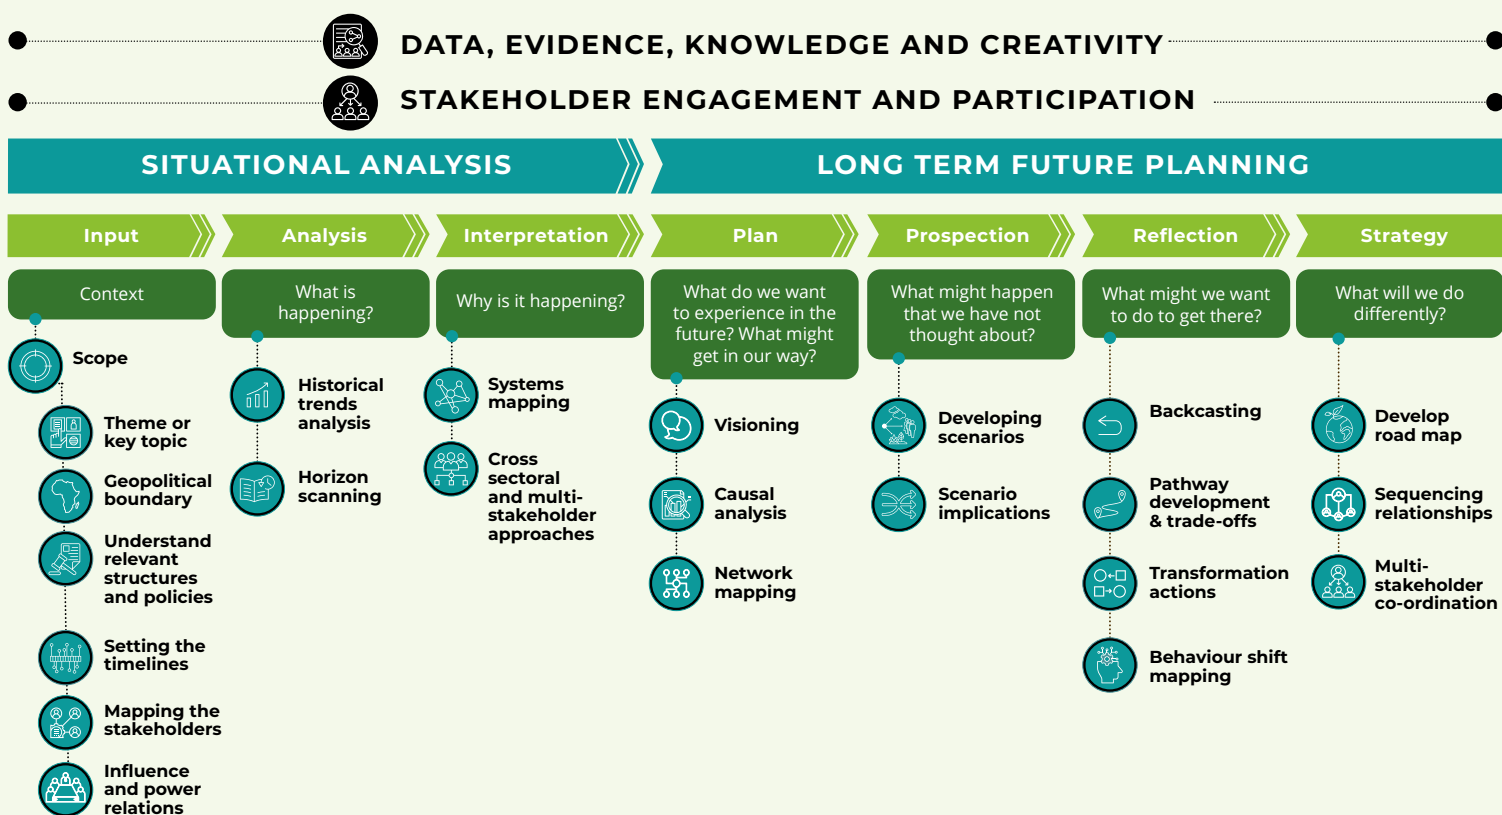 DATA, EVIDENCE, KNOWLEDGE AND CREATIVITY
STAKEHOLDER ENGAGEMENT AND PARTICIPATION
SITUATIONAL ANALYSIS
LONG TERM FUTURE PLANNING
Input
Analysis
Interpretation
Plan
Prospection
Reflection
Strategy
Context
Scope
Theme or
key topic
Geopolitical
boundary
Understand
relevant
structures
and policies
Setting the
timelines
Mapping the
stakeholders
Influence
and power
relations
What is
happening?
Historical
trends
analysis
Horizon
scanning
Why is it happening?
Systems
mapping
Cross
sectoral
and multi-
stakeholder
approaches
What do we want
to experience in the
future? What might
get in our way?
Visioning
Causal
analysis
Network
mapping
What might happen
that we have not
thought about?
Developing
scenarios
Scenario
implications
What might we want
to do to get there?
Backcasting
Pathway
development
& trade-offs
Transformation
actions
Behaviour shift
mapping
What will we do
differently?
Develop
road map
Sequencing
relationships
Multi-
stakeholder
co-ordination